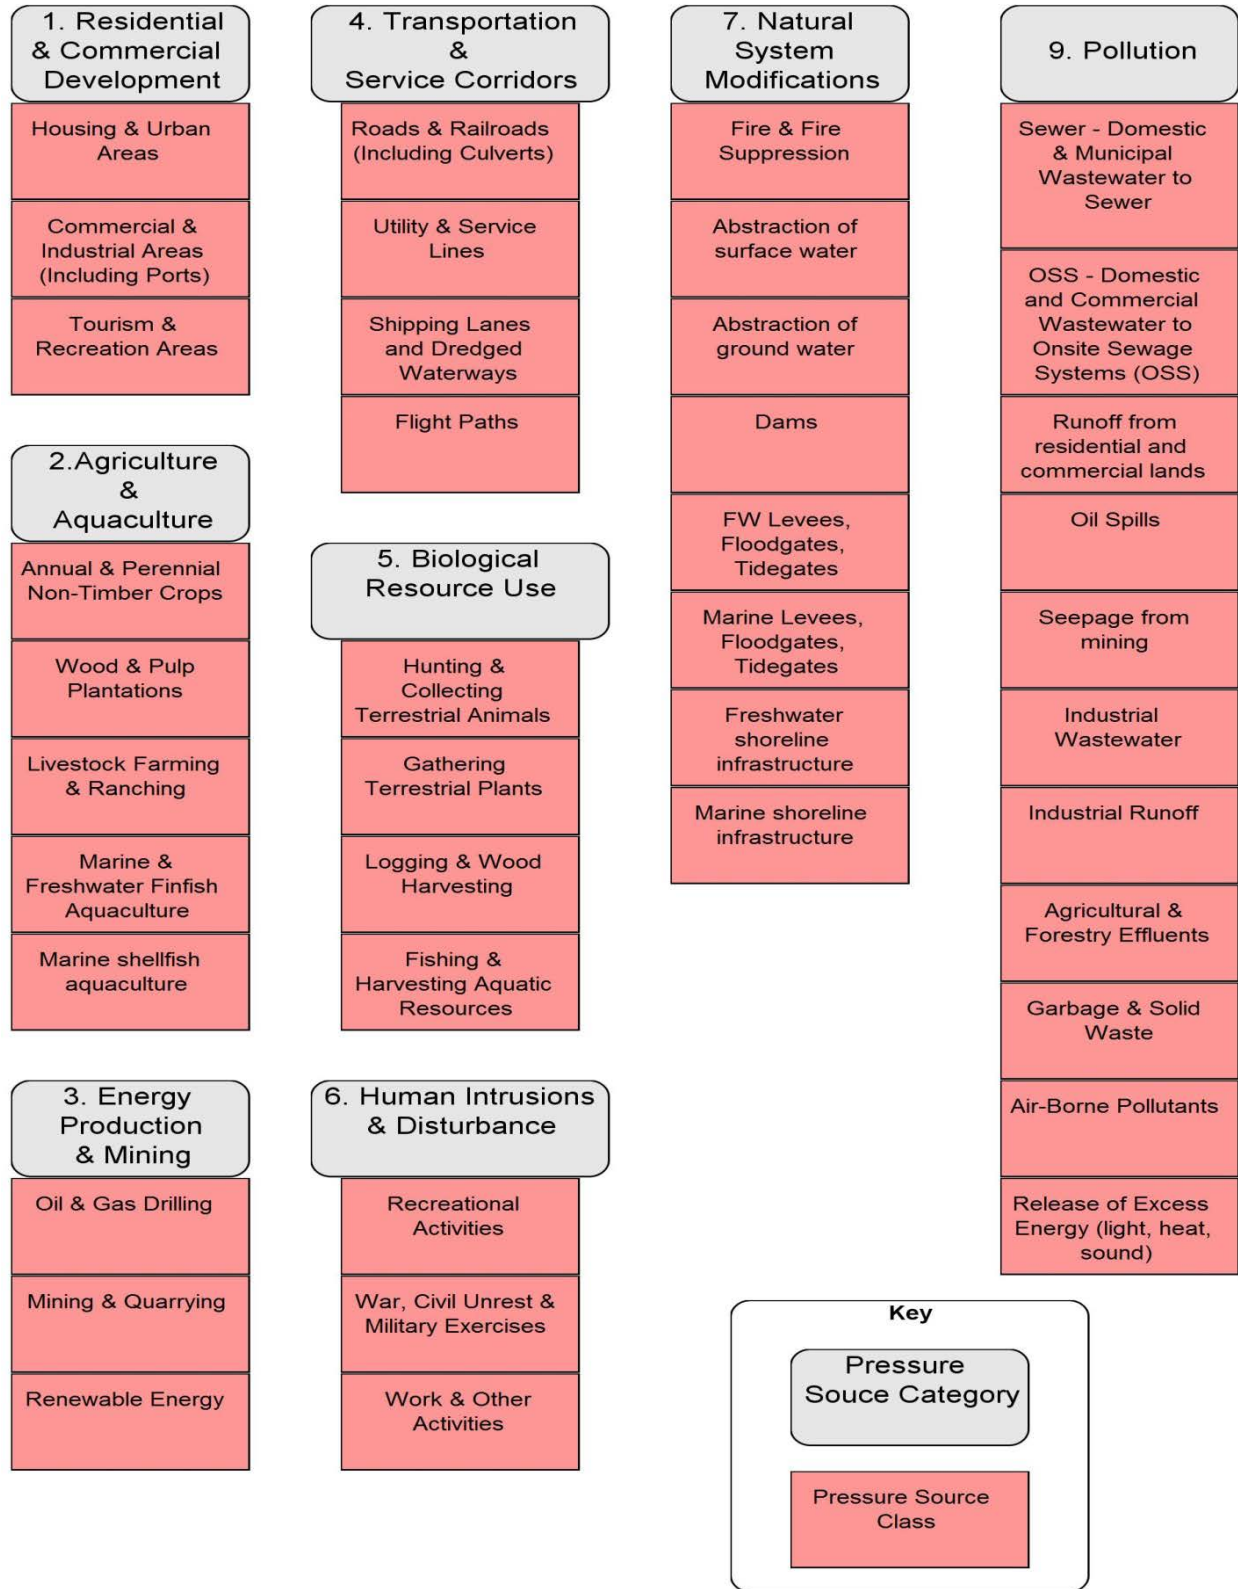 1. Residential
& Commercial
Development
Housing & Urban
Areas
Commercial &
Industrial Areas
(Including Ports)
Tourism &
Recreation Areas
2.Agriculture
&
Aquaculture
Annual & Perennial
Non-Timber Crops
Wood & Pulp
Plantations
Livestock Farming
& Ranching
Marine &
Freshwater Finfish
Aquaculture
Marine shellfish
aquaculture
3. Energy
Production
& Mining
Oil & Gas Drilling
Mining & Quarrying
Renewable Energy
4. Transportation
&
Service Corridors
Roads & Railroads
(Including Culverts)
Utility & Service
Lines
Shipping Lanes
and Dredged
Waterways
Flight Paths
5. Biological
Resource Use
Hunting &
Collecting
Terrestrial Animals
Gathering
Terrestrial Plants
Logging & Wood
Harvesting
Fishing &
Harvesting Aquatic
Resources
6. Human Intrusions
& Disturbance
Recreational
Activities
War, Civil Unrest &
Military Exercises
Work & Other
Activities
7. Natural
System
Modifications
Fire & Fire
Suppression
Abstraction of
surface water
Abstraction of
ground water
Dams
FW Levees,
Floodgates,
Tidegates
Marine Levees,
Floodgates,
Tidegates
Freshwater
shoreline
infrastructure
Marine shoreline
infrastructure
9. Pollution
Sewer - Domestic
& Municipal
Wastewater to
Sewer
OSS - Domestic
and Commercial
Wastewater to
Onsite Sewage
Systems (OSS)
Runoff from
residential and
commercial lands
Oil Spills
Seepage from
mining
Industrial
Wastewater
Industrial Runoff
Agricultural &
Forestry Effluents
Garbage & Solid
Waste
Air-Borne Pollutants
Release of Excess
Energy (light, heat,
sound)
Key
Pressure
Souce Category
Pressure Source
Class